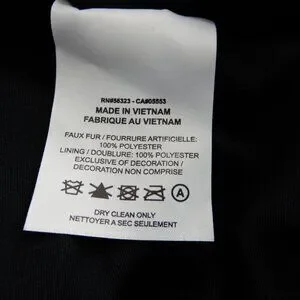 RN#56323 - CA#05553
MADE IN VIETNAM
FABRIQUE AU VIETNAM
FAUX FUR / FOURRURE ARTIFICIELLE:
100% POLYESTER
LINING / DOUBLURE: 100% POLYESTER
EXCLUSIVE OF DECORATION /
DECORATION NON COMPRISE
A
DRY CLEAN ONLY
NETTOYER A SEC SEULEMENT